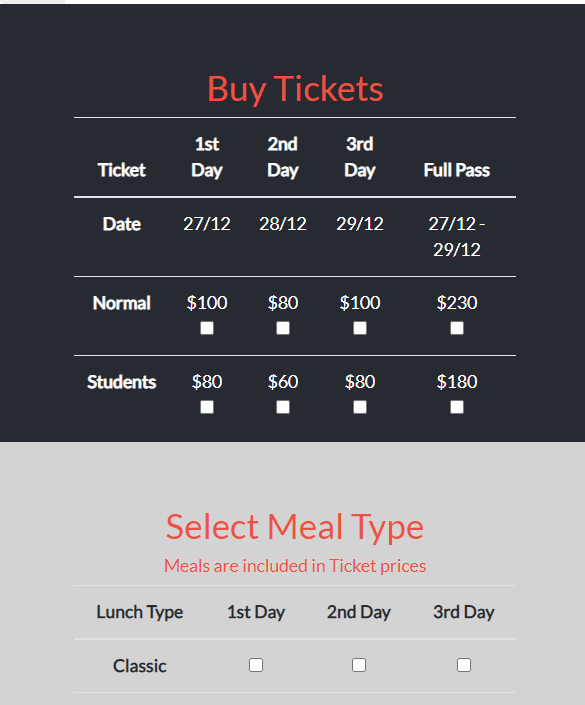 Buy Tickets
1st 2nd 3rd
Ticket Day Day Day Full Pass
Date 27/12 28/12 29/12 27/12 -
29/12
Normal $100 $80 $100 $230
Students $80 $60 $80 $180
Select Meal Type
Meals are included in Ticket prices
Lunch Type 1st Day 2nd Day 3rd Day
Classic